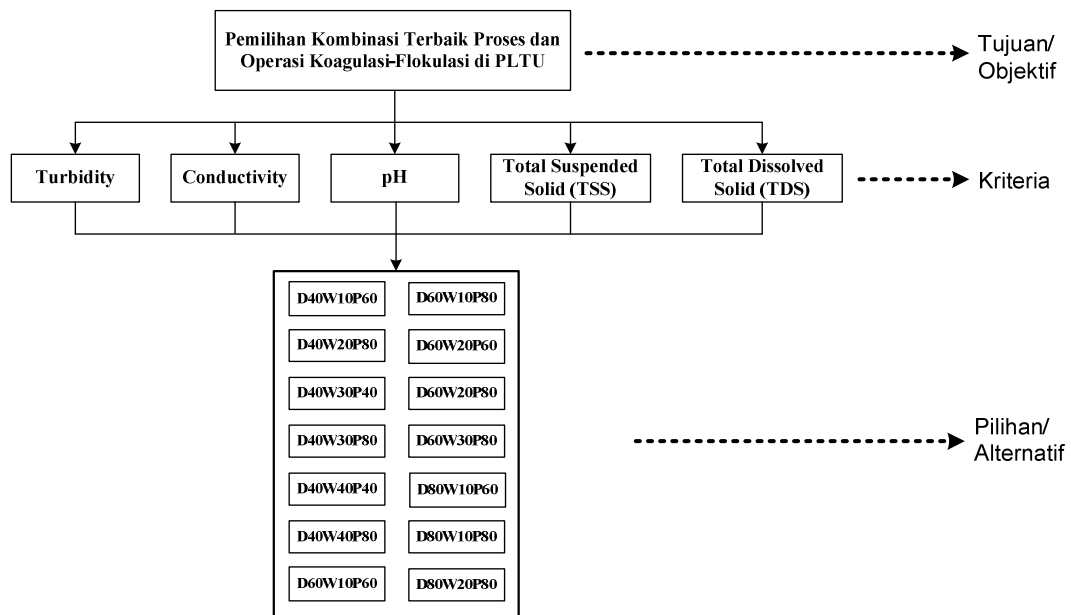 Pemilihan Kombinasi Terbaik Proses dan
Operasi Koagulasi-Flokulasi di PLTU
Tujuan/
Objektif
Turbidity
Conductivity
pH
Total Suspended
Solid (TSS)
Total Dissolved
Solid (TDS)
Kriteria
D40W10P60
D60W10P80
D40W20P80
D60W20P60
D40W30P40
D60W20P80
D40W30P80
D60W30P80
D40W40P40
D80W10P60
D40W40P80
D80W10P80
D60W10P60
D80W20P80
Pilihan/
Alternatif